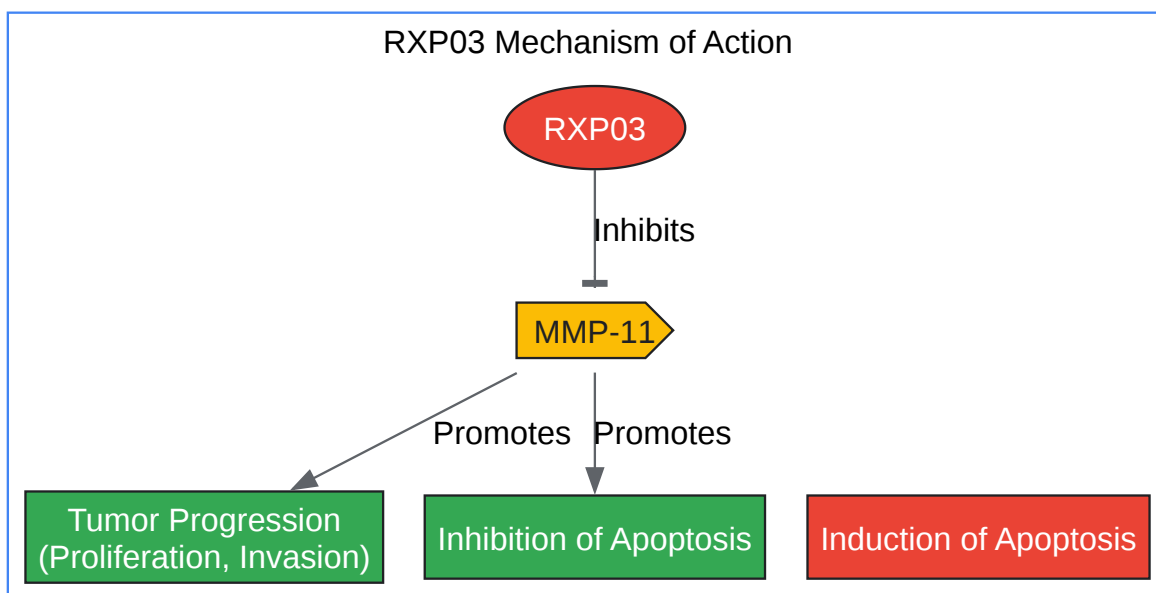 RXP03 Mechanism of Action
RXP03
Inhibits
MMP-11
Promotes
Promotes
Tumor Progression
(Proliferation, Invasion)
Inhibition of Apoptosis
Induction of Apoptosis